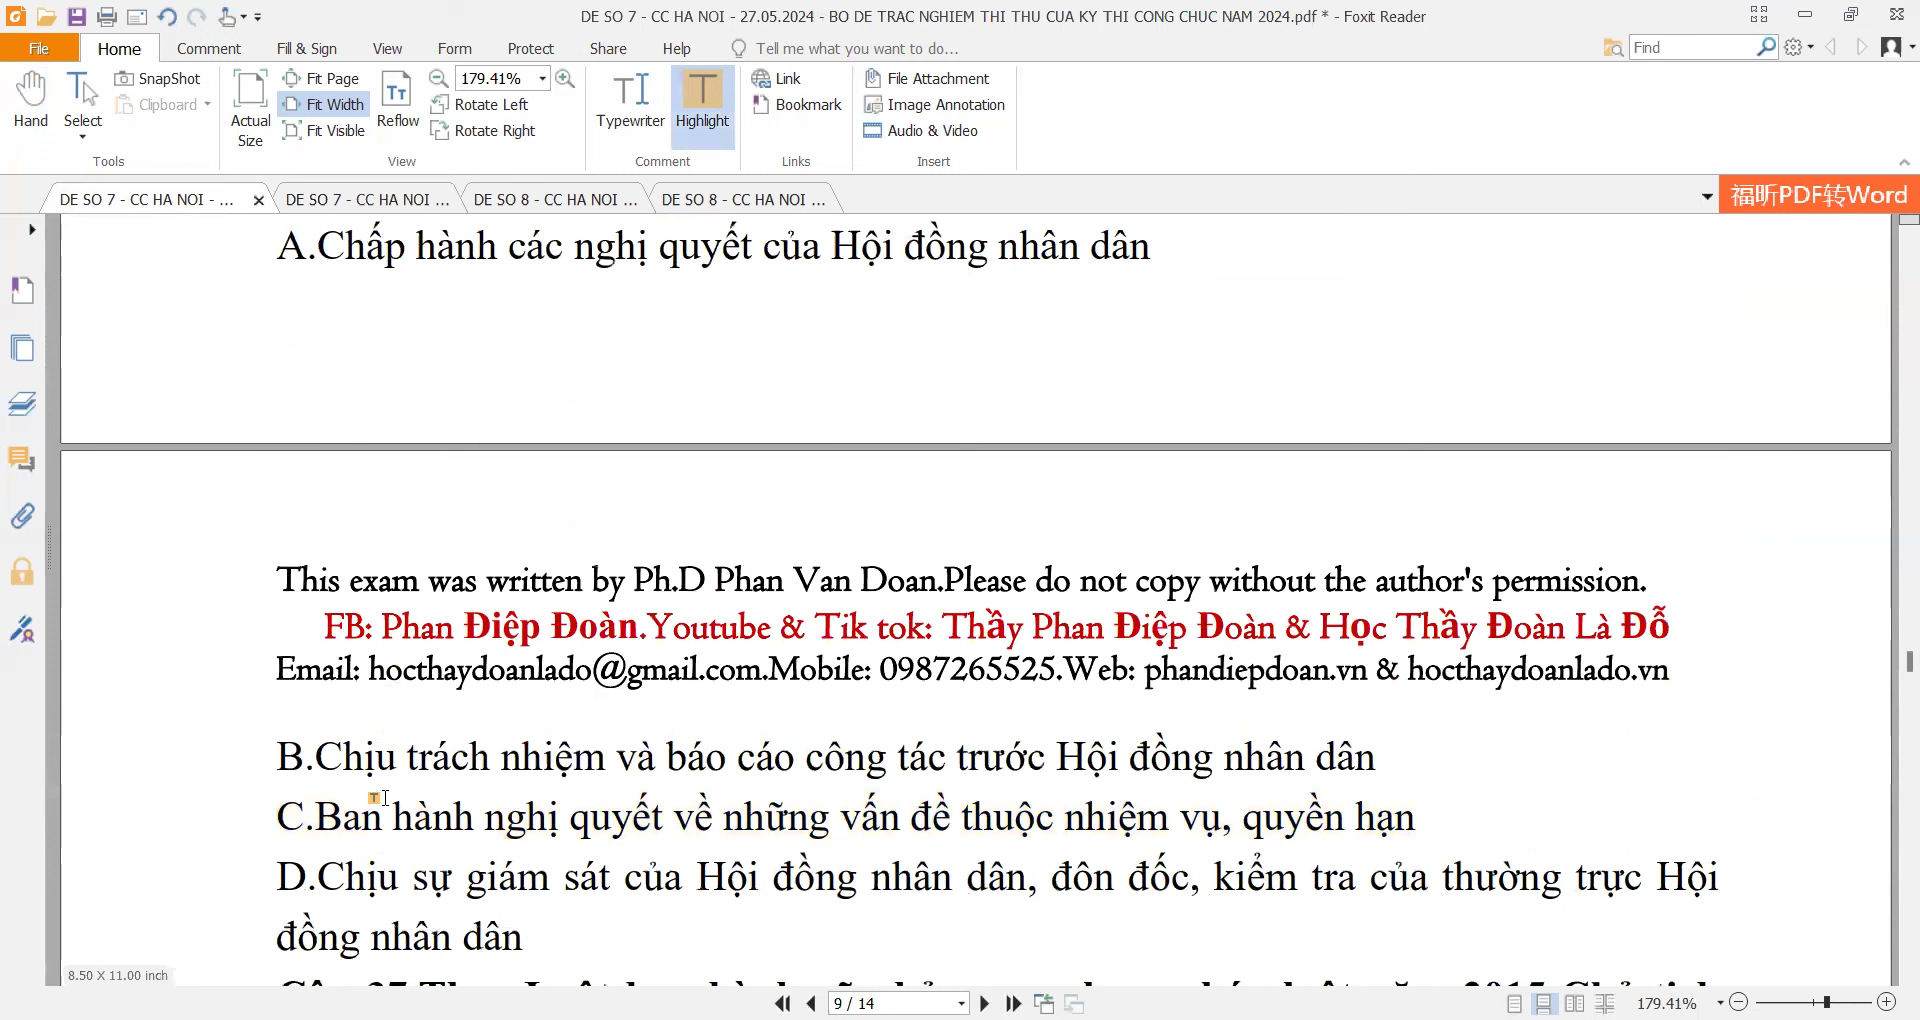 DE SO 7 - CC HA NOI - 27.05.2024 - BO DE TRAC NGHIEM THI THU CUA KY THI CONG CHUC NAM 2024.pdf * - Foxit Reader
File Home Comment Fill & Sign View Form Protect Share Help Tell me what you want to do... Find
Hand
Select
SnapShot
Clipboard
Tools
Actual Size
Fit Page
Fit Width
Fit Visible
Reflow
179.41%
Rotate Left
Rotate Right
View
Typewriter
Highlight
Comment
Link
Bookmark
Links
File Attachment
Image Annotation
Audio & Video
Insert
DE SO 7 - CC HA NOI - ... DE SO 7 - CC HA NOI ... DE SO 8 - CC HA NOI ... DE SO 8 - CC HA NOI ... 福昕PDF转Word
A.Chấp hành các nghị quyết của Hội đồng nhân dân
This exam was written by Ph.D Phan Van Doan.Please do not copy without the author's permission.
FB: Phan Điệp Đoàn.Youtube & Tik tok: Thầy Phan Điệp Đoàn & Học Thầy Đoàn Là Đỗ
Email: hocthaydoanlado@gmail.com.Mobile: 0987265525.Web: phandiepdoan.vn & hocthaydoanlado.vn
B.Chịu trách nhiệm và báo cáo công tác trước Hội đồng nhân dân
C.Ban hành nghị quyết về những vấn đề thuộc nhiệm vụ, quyền hạn
D.Chịu sự giám sát của Hội đồng nhân dân, đôn đốc, kiểm tra của thường trực Hội
đồng nhân dân
8.50 X 11.00 inch
9 / 14
179.41%